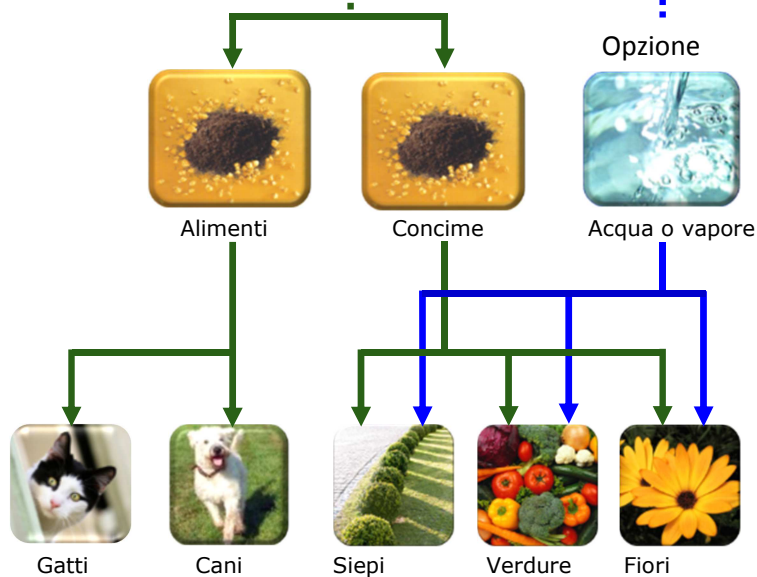 Opzione
Alimenti
Concime
Acqua o vapore
Gatti
Cani
Siepi
Verdure
Fiori